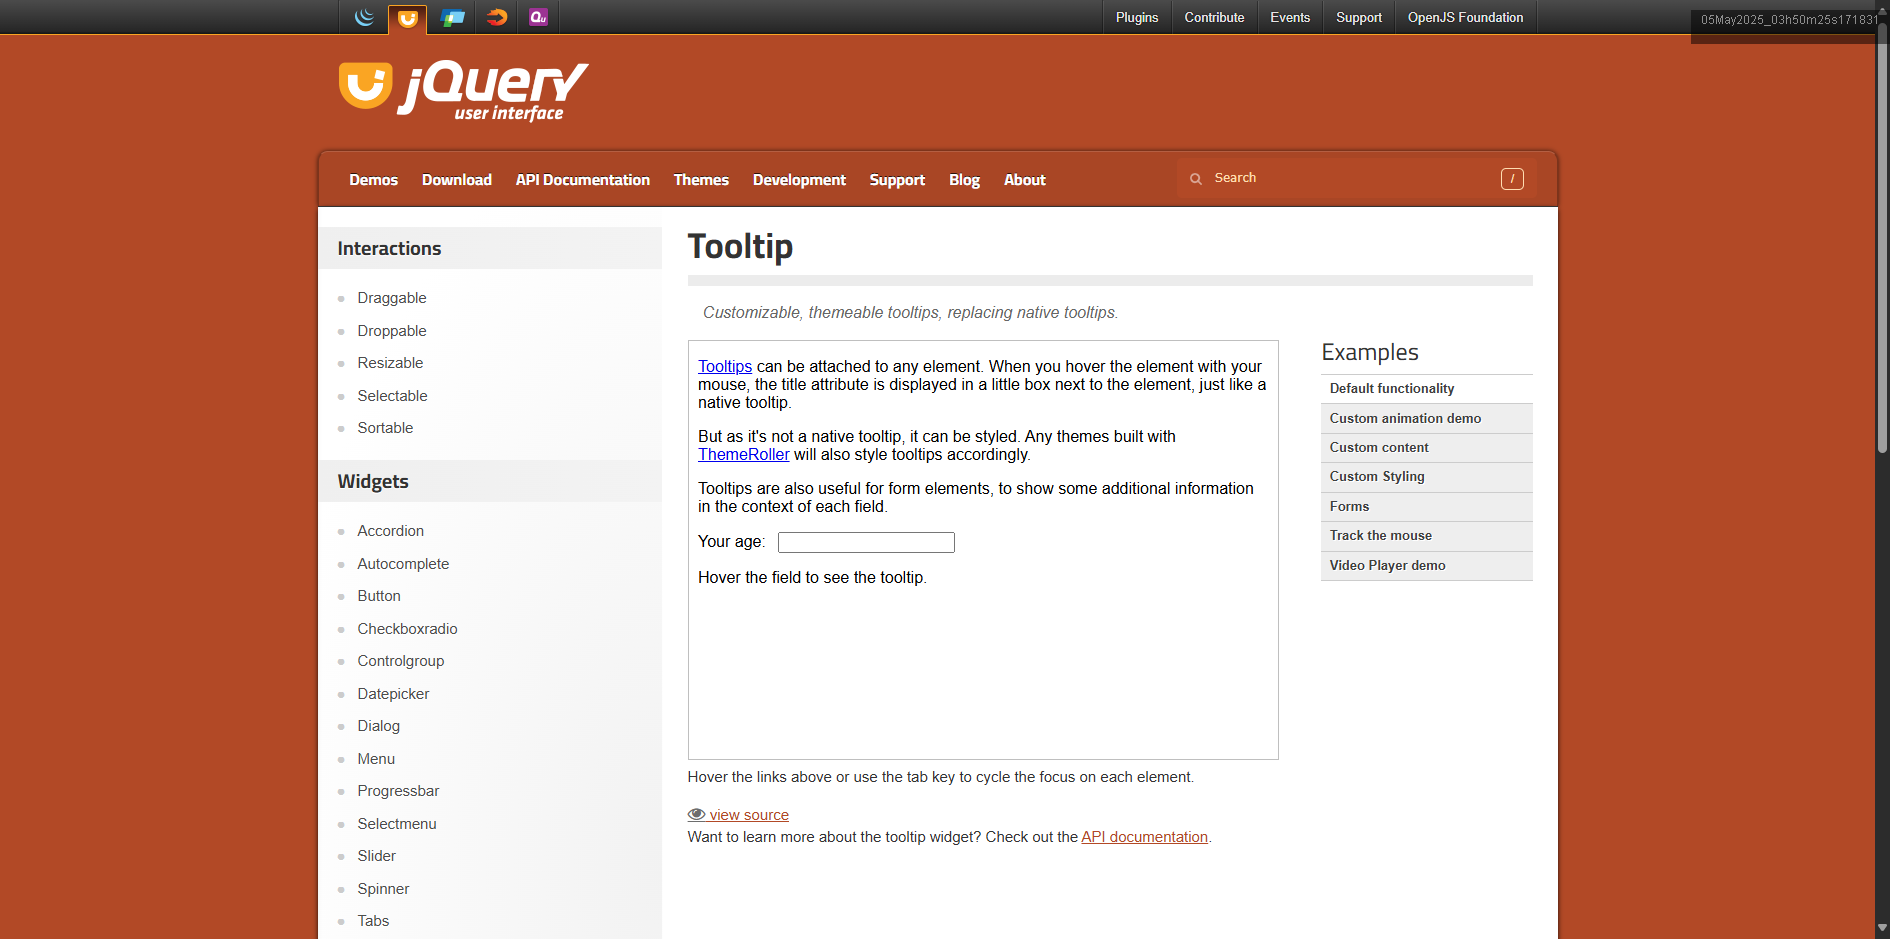 Plugins
Contribute
Events
Support
OpenJS Foundation
05May2025_03h50m25s171831
jQuery
user interface
Demos
Download
API Documentation
Themes
Development
Support
Blog
About
Search
/
Interactions
Draggable
Droppable
Resizable
Selectable
Sortable
Widgets
Accordion
Autocomplete
Button
Checkboxradio
Controlgroup
Datepicker
Dialog
Menu
Progressbar
Selectmenu
Slider
Spinner
Tabs
Tooltip
Customizable, themeable tooltips, replacing native tooltips.
Tooltips can be attached to any element. When you hover the element with your
mouse, the title attribute is displayed in a little box next to the element, just like a
native tooltip.
But as it's not a native tooltip, it can be styled. Any themes built with
ThemeRoller will also style tooltips accordingly.
Tooltips are also useful for form elements, to show some additional information
in the context of each field.
Your age:
Hover the field to see the tooltip.
Hover the links above or use the tab key to cycle the focus on each element.
view source
Want to learn more about the tooltip widget? Check out the API documentation.
Examples
Default functionality
Custom animation demo
Custom content
Custom Styling
Forms
Track the mouse
Video Player demo